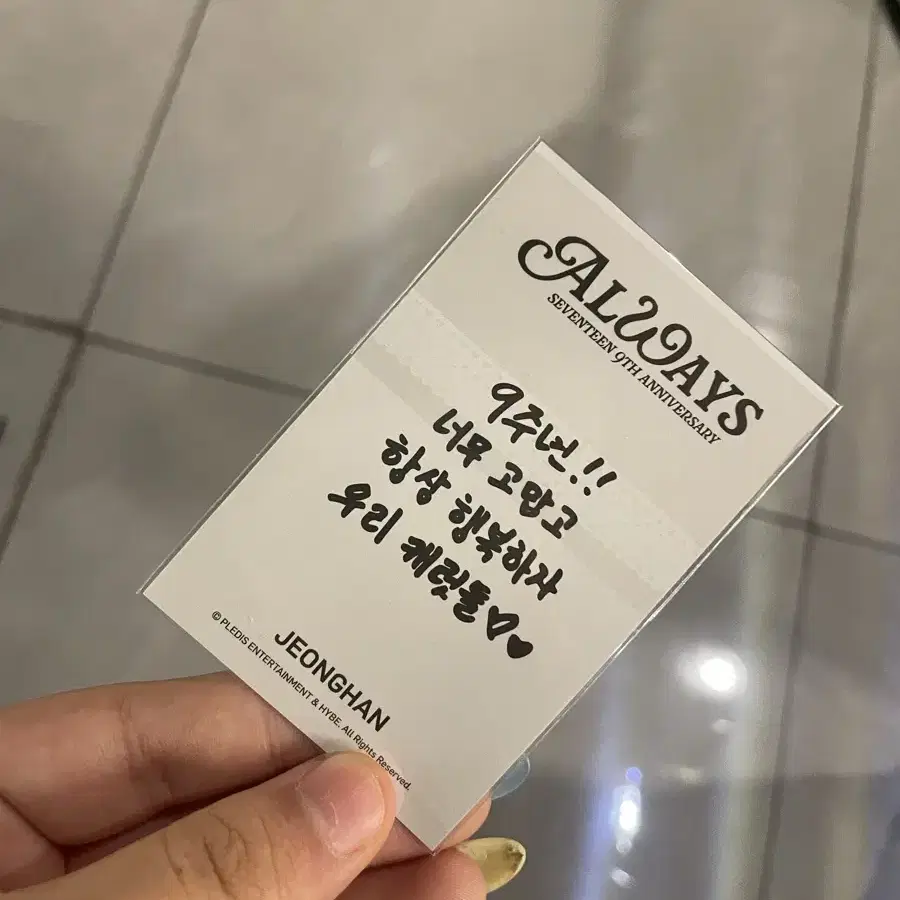 ALWAYS
SEVENTEEN 9TH ANNIVERSARY
9주년!!
너무 고맙고
항상 행복하자
우리 캐럿들♡♥
JEONGHAN
© PLEDIS ENTERTAINMENT & HYBE. All Rights Reserved.